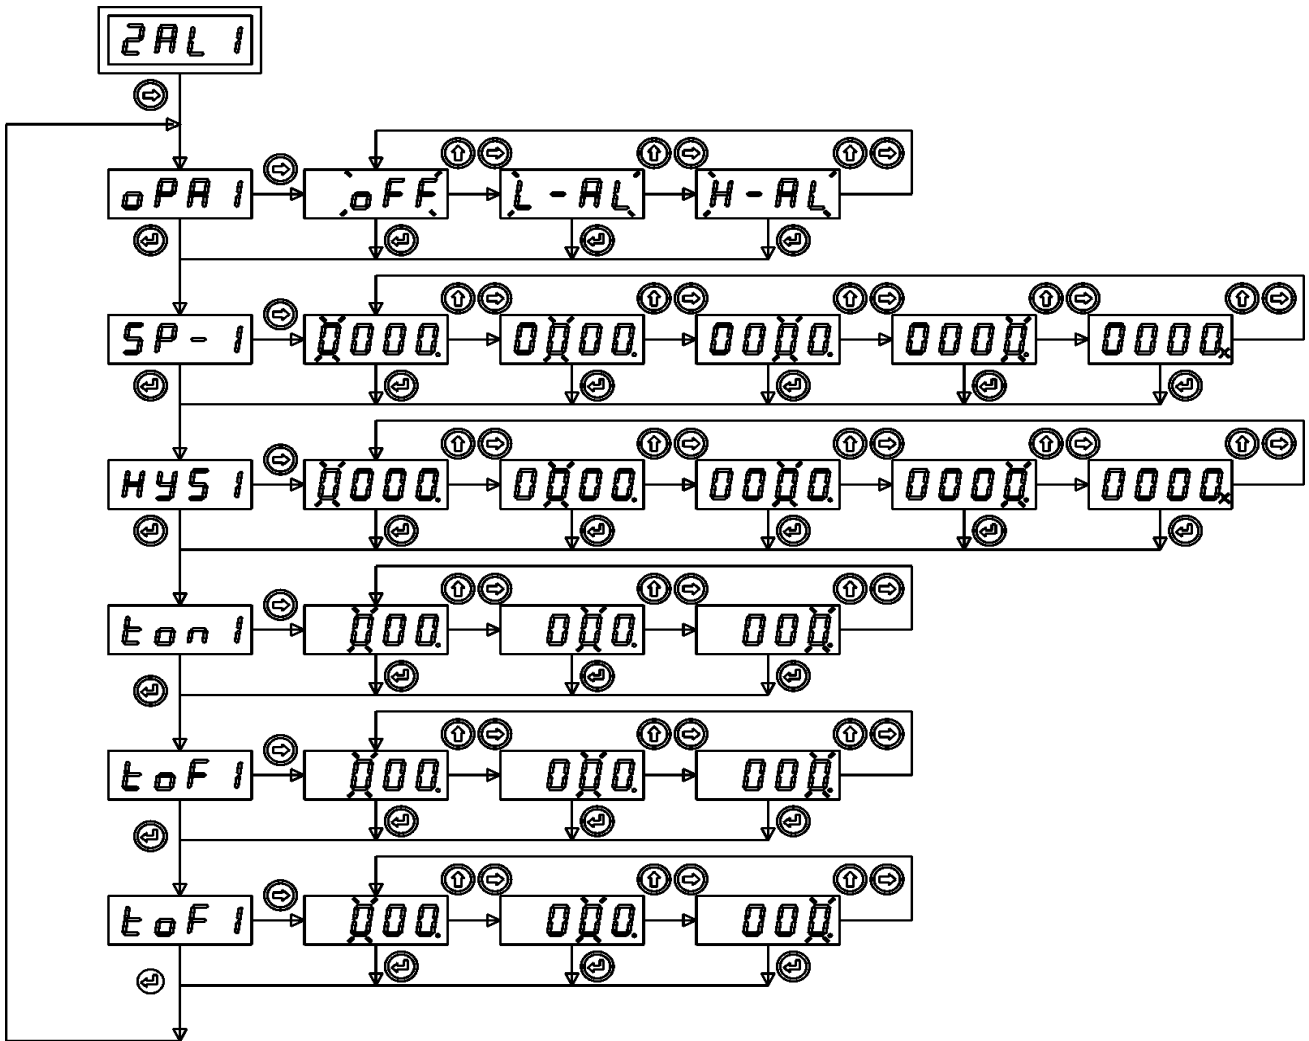 2AL1
oPA1 oFF L-AL H-AL
SP-1 0000. 0000. 0000. 0000. 0000.x
HYS1 0000. 0000. 0000. 0000. 0000.x
ton1 000. 000. 000.
toF1 000. 000. 000.
toF1 000. 000. 000.